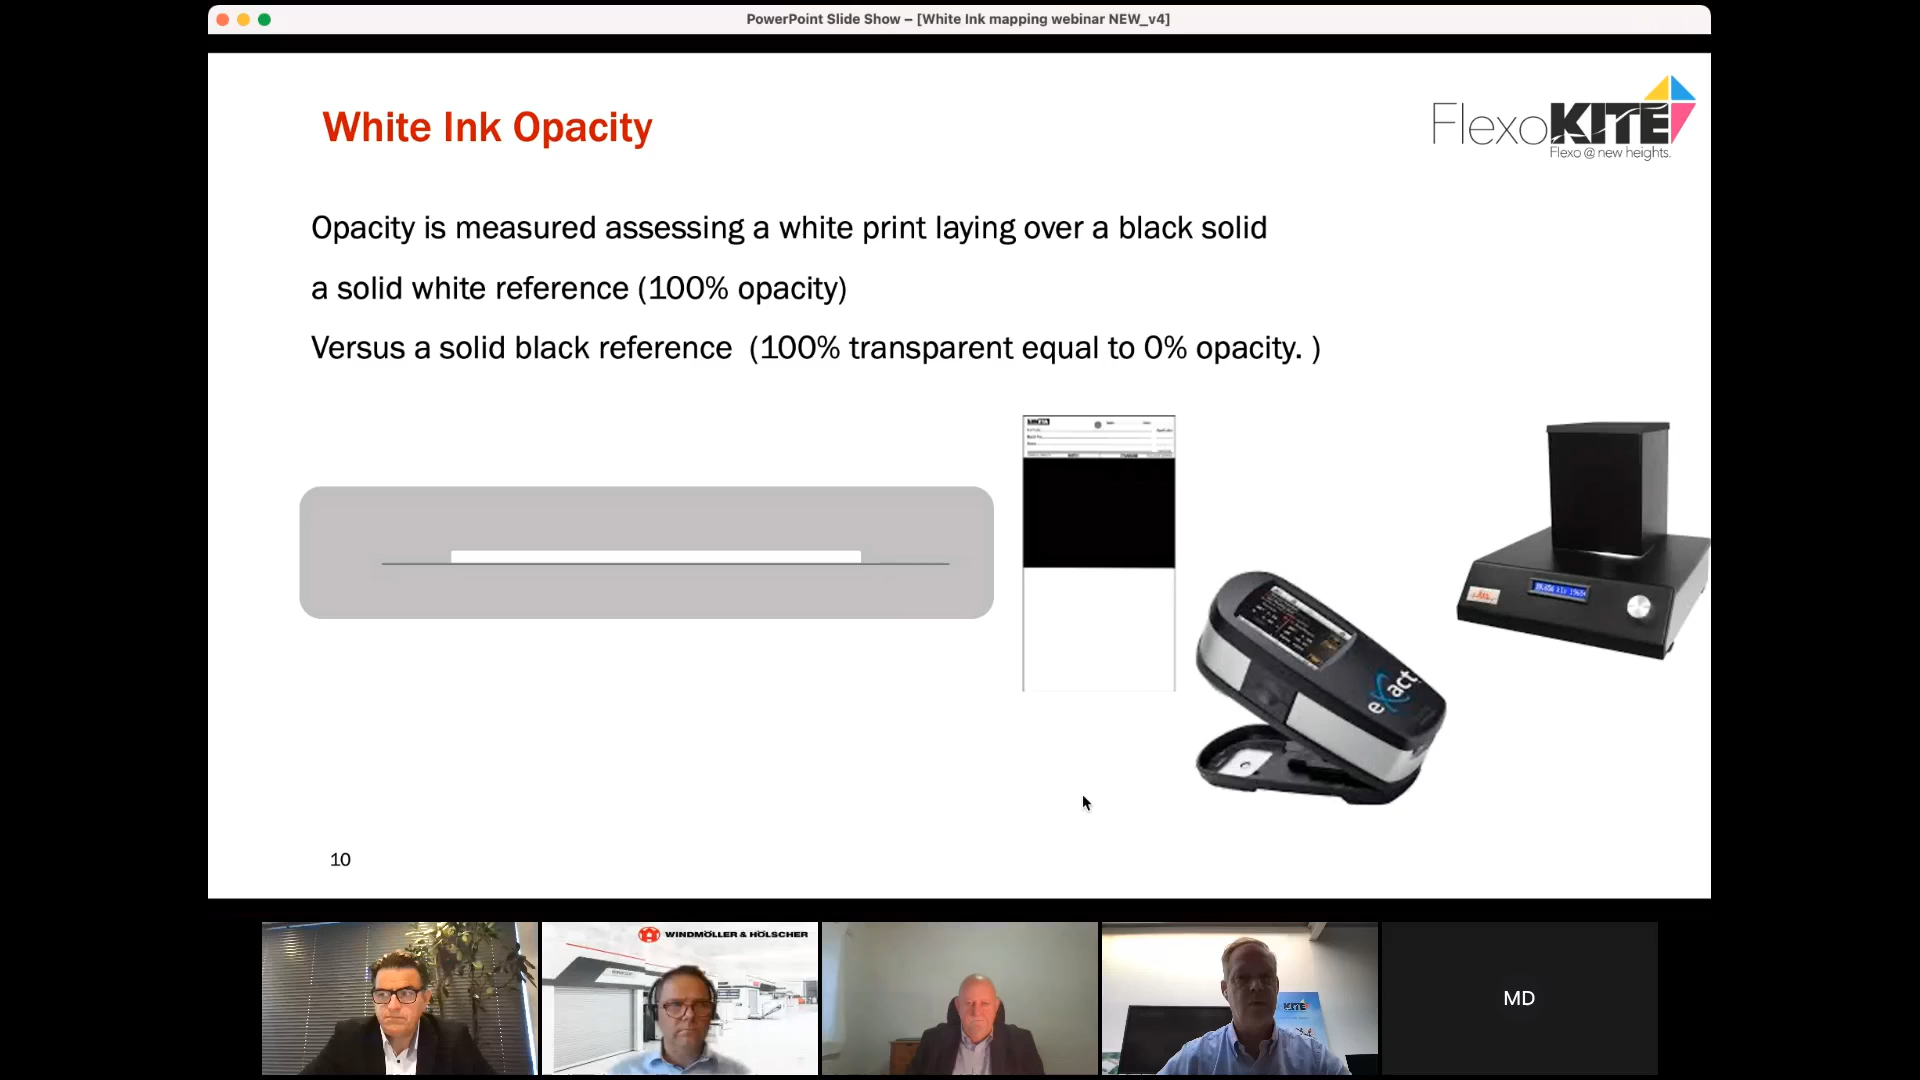 PowerPoint Slide Show – [White Ink mapping webinar NEW_v4]
White Ink Opacity
FlexoKITE
Flexo @ new heights.
Opacity is measured assessing a white print laying over a black solid
a solid white reference (100% opacity)
Versus a solid black reference (100% transparent equal to 0% opacity. )
eXact
10
WINDMÖLLER & HÖLSCHER
KITE
MD